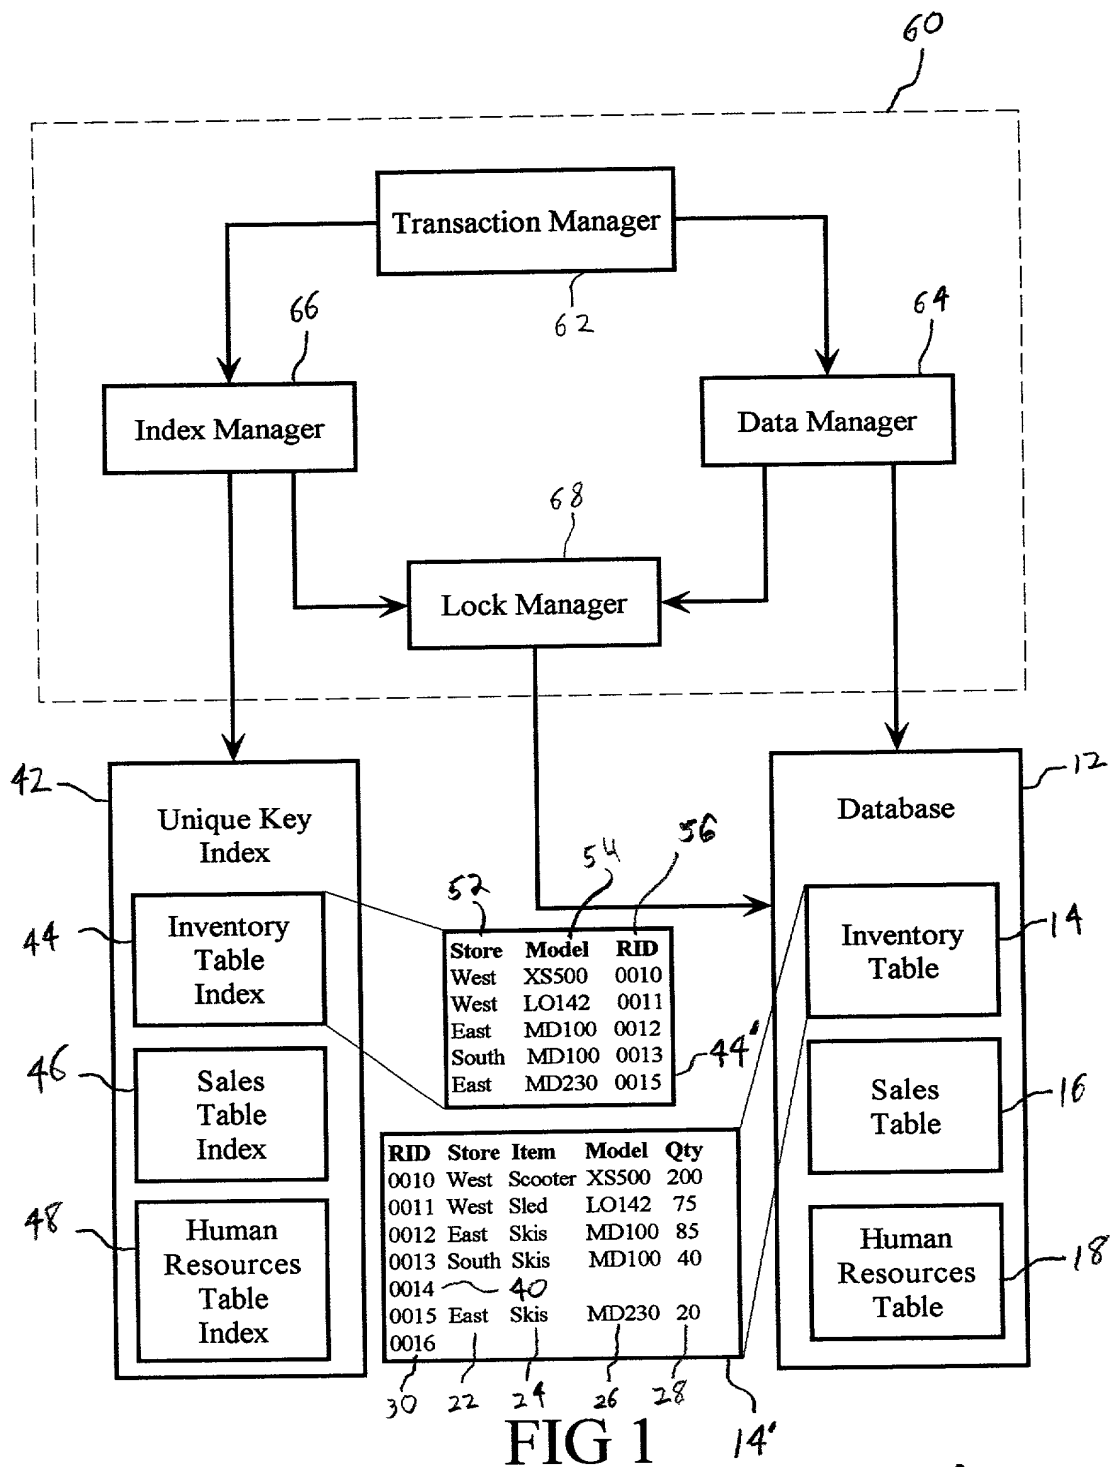 60
Transaction Manager
62
66
64
Index Manager
Data Manager
68
Lock Manager
42
12
Unique Key
Index
Database
52
54
56
44
Inventory
Table
Index
Store Model RID
West XS500 0010
West LO142 0011
East MD100 0012
South MD100 0013
East MD230 0015
44'
Inventory
Table
14
46
Sales
Table
Index
Sales
Table
16
48
Human
Resources
Table
Index
RID Store Item Model Qty
0010 West Scooter XS500 200
0011 West Sled LO142 75
0012 East Skis MD100 85
0013 South Skis MD100 40
0014 40
0015 East Skis MD230 20
0016
Human
Resources
Table
18
30 22 24 26 28
14'
FIG 1